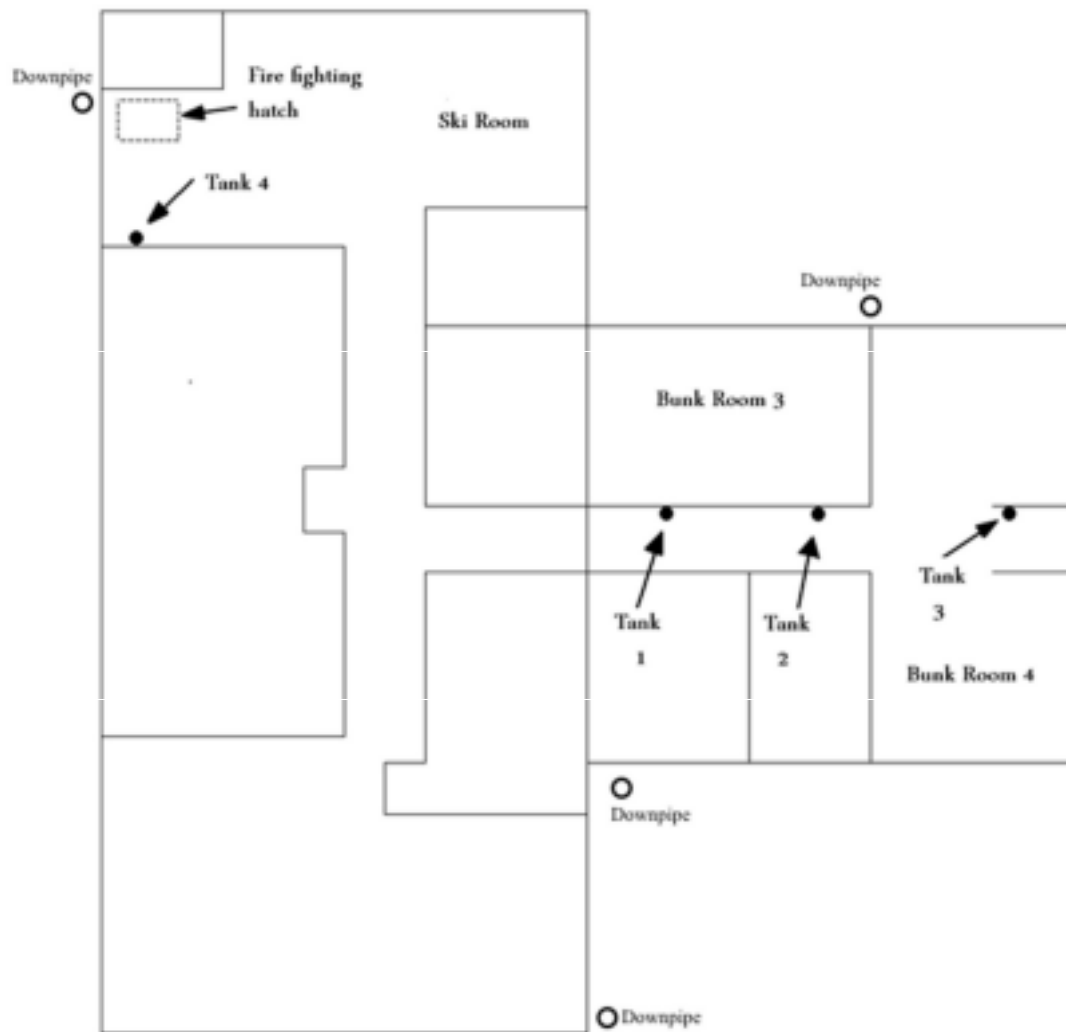 Downpipe
Fire fighting
hatch
Ski Room
Tank 4
Downpipe
Bunk Room 3
Tank
1
Tank
2
Tank
3
Bunk Room 4
Downpipe
Downpipe